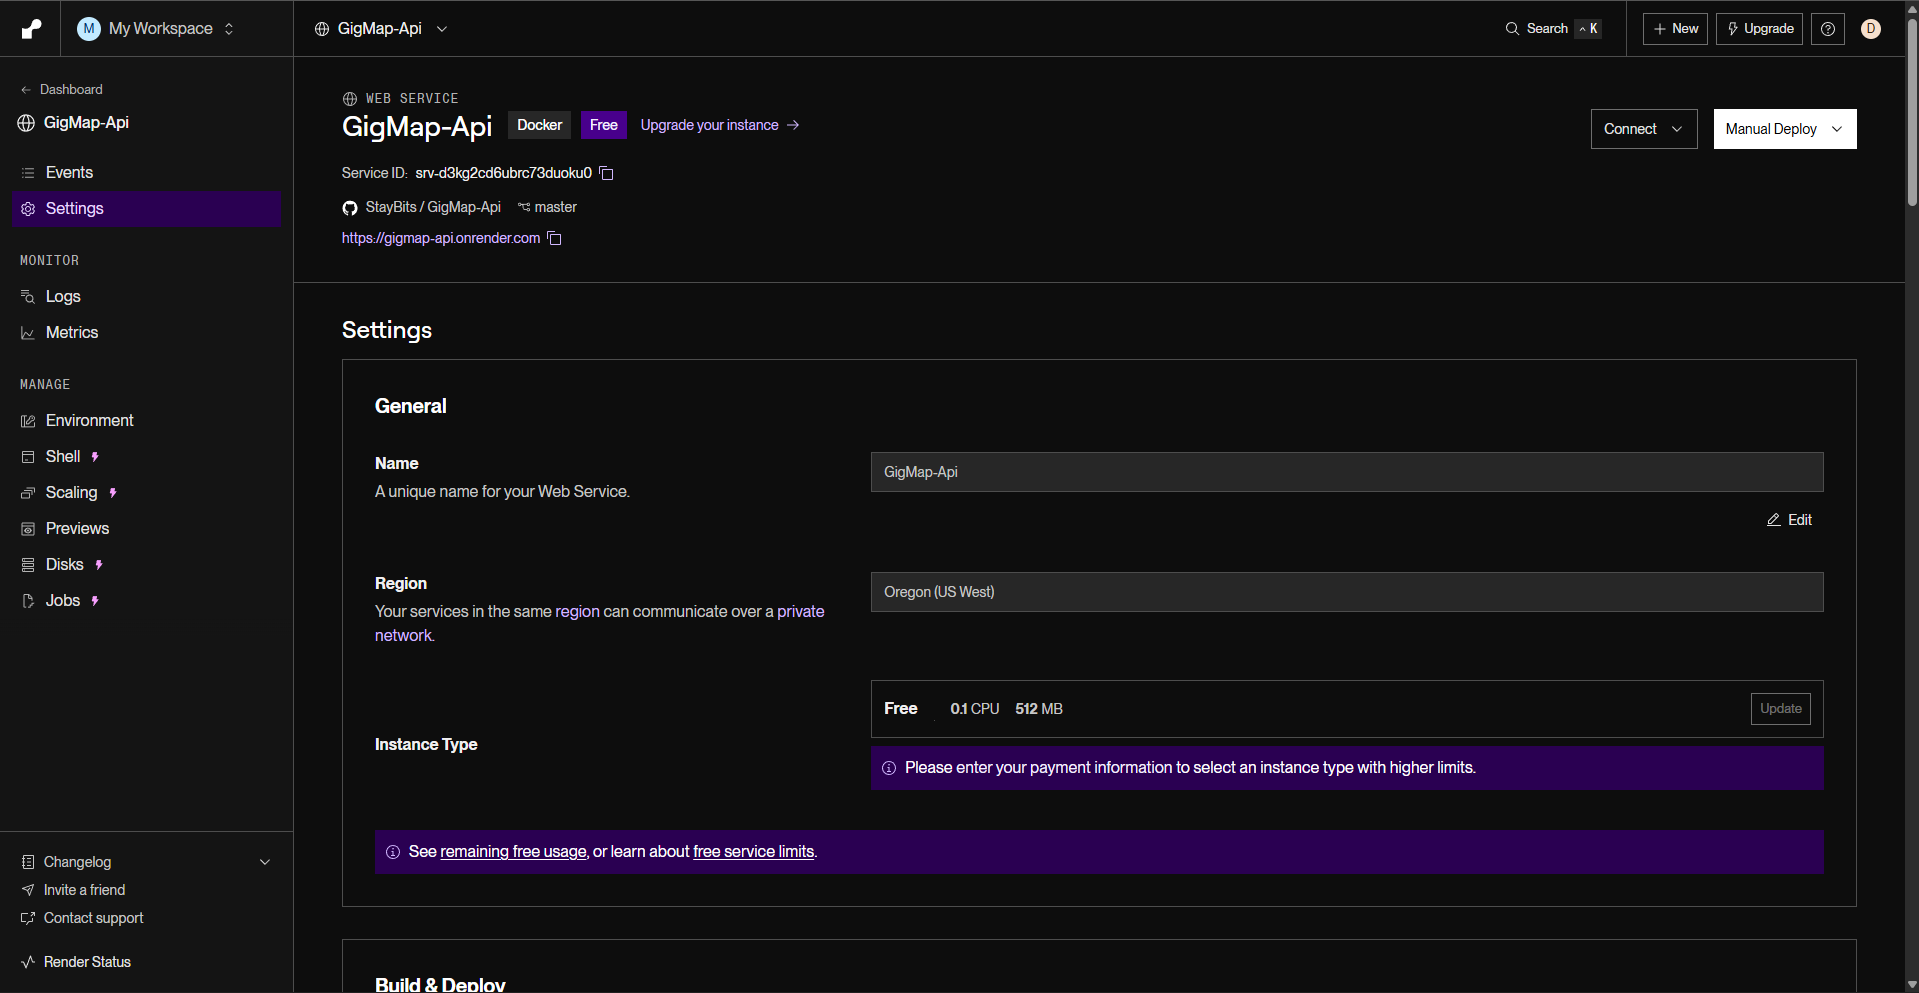 M My Workspace
GigMap-Api
Search ^ K
+ New
Upgrade
D
Dashboard
GigMap-Api
Events
Settings
MONITOR
Logs
Metrics
MANAGE
Environment
Shell
Scaling
Previews
Disks
Jobs
Changelog
Invite a friend
Contact support
Render Status
WEB SERVICE
GigMap-Api Docker Free Upgrade your instance →
Connect
Manual Deploy
Service ID: srv-d3kg2cd6ubrc73duoku0
StayBits / GigMap-Api master
https://gigmap-api.onrender.com
Settings
General
Name
A unique name for your Web Service.
GigMap-Api
Edit
Region
Your services in the same region can communicate over a private
network.
Oregon (US West)
Instance Type
Free 0.1 CPU 512 MB
Update
Please enter your payment information to select an instance type with higher limits.
See remaining free usage, or learn about free service limits.
Build & Deploy